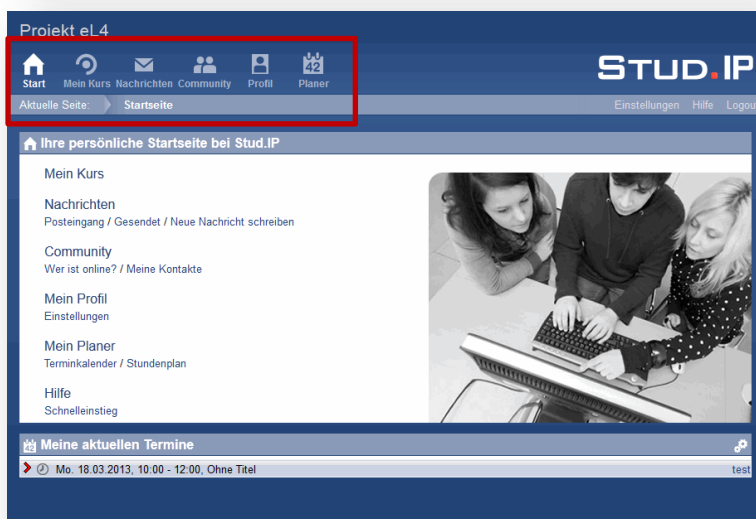 Projekt eL4
STUD.IP
42
Start Mein Kurs Nachrichten Community Profil Planer
Aktuelle Seite: Startseite Einstellungen Hilfe Logout
Ihre persönliche Startseite bei Stud.IP
Mein Kurs
Nachrichten
Posteingang / Gesendet / Neue Nachricht schreiben
Community
Wer ist online? / Meine Kontakte
Mein Profil
Einstellungen
Mein Planer
Terminkalender / Stundenplan
Hilfe
Schnelleinstieg
42 Meine aktuellen Termine
Mo. 18.03.2013, 10:00 - 12:00, Ohne Titel test